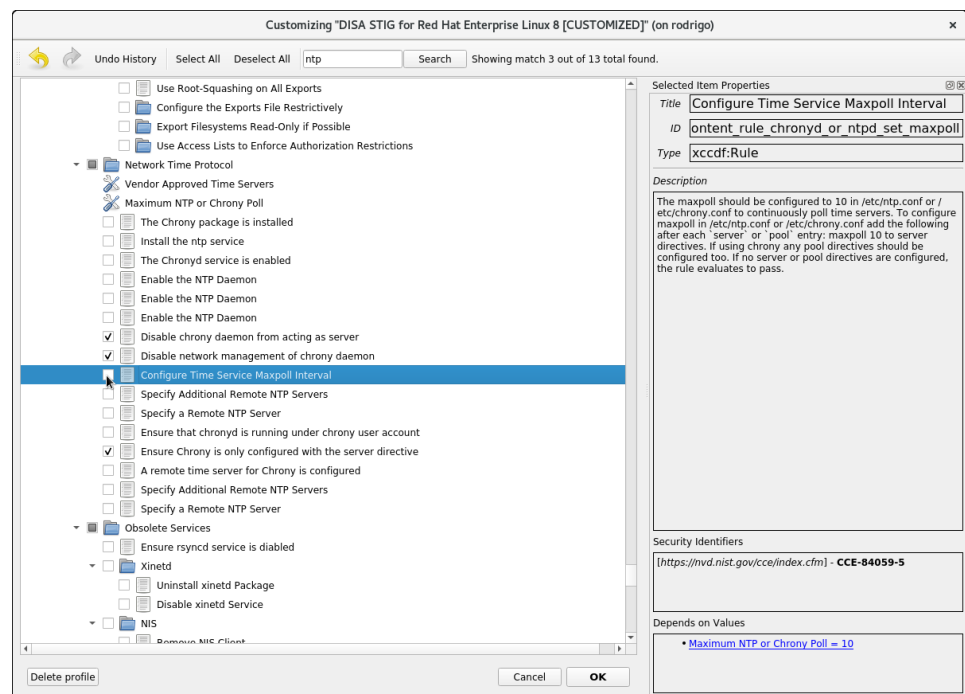 Customizing "DISA STIG for Red Hat Enterprise Linux 8 [CUSTOMIZED]" (on rodrigo)
Undo History Select All Deselect All ntp Search Showing match 3 out of 13 total found.
Use Root-Squashing on All Exports
Configure the Exports File Restrictively
Export Filesystems Read-Only if Possible
Use Access Lists to Enforce Authorization Restrictions
Network Time Protocol
Vendor Approved Time Servers
Maximum NTP or Chrony Poll
The Chrony package is installed
Install the ntp service
The Chronyd service is enabled
Enable the NTP Daemon
Enable the NTP Daemon
Enable the NTP Daemon
Disable chrony daemon from acting as server
Disable network management of chrony daemon
Configure Time Service Maxpoll Interval
Specify Additional Remote NTP Servers
Specify a Remote NTP Server
Ensure that chronyd is running under chrony user account
Ensure Chrony is only configured with the server directive
A remote time server for Chrony is configured
Specify Additional Remote NTP Servers
Specify a Remote NTP Server
Obsolete Services
Ensure rsyncd service is diabled
Xinetd
Uninstall xinetd Package
Disable xinetd Service
NIS
Remove NIS Client
Delete profile Cancel OK
Selected Item Properties
Title Configure Time Service Maxpoll Interval
ID ontent_rule_chronyd_or_ntpd_set_maxpoll
Type xccdf:Rule
Description
The maxpoll should be configured to 10 in /etc/ntp.conf or /
etc/chrony.conf to continuously poll time servers. To configure
maxpoll in /etc/ntp.conf or /etc/chrony.conf add the following
after each `server` or `pool` entry: maxpoll 10 to server
directives. If using chrony any pool directives should be
configured too. If no server or pool directives are configured,
the rule evaluates to pass.
Security Identifiers
[https://nvd.nist.gov/cce/index.cfm] - CCE-84059-5
Depends on Values
• Maximum NTP or Chrony Poll = 10